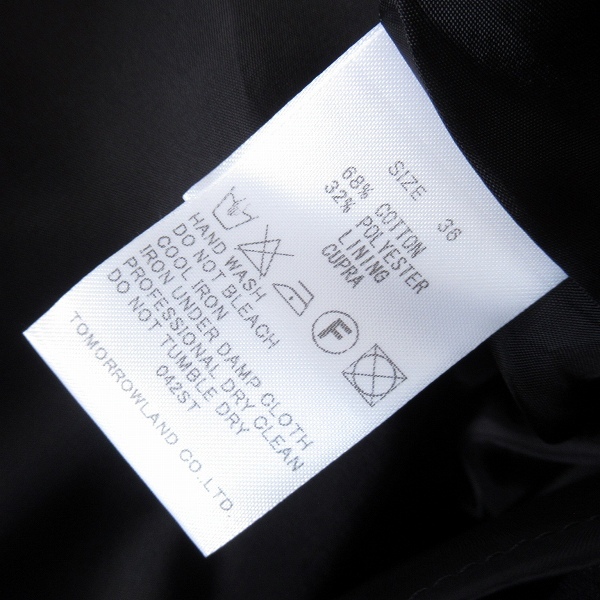 SIZE 36
68% COTTON
32% POLYESTER
LINING
CUPRA
F
HAND WASH
DO NOT BLEACH
COOL IRON
IRON UNDER DAMP CLOTH
PROFESSIONAL DRY CLEAN
DO NOT TUMBLE DRY
042ST
TOMORROWLAND CO.,LTD.